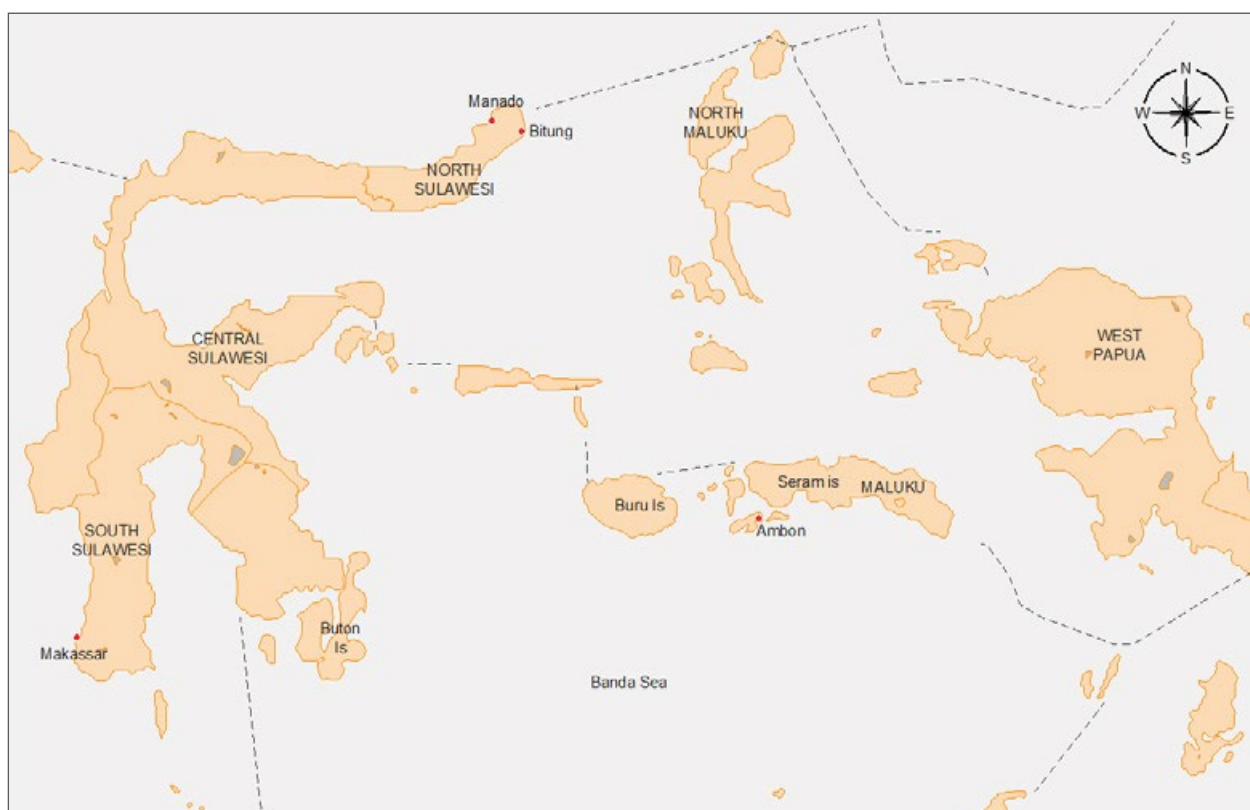 N
W
E
S
Manado
Bitung
NORTH
MALUKU
NORTH
SULAWESI
CENTRAL
SULAWESI
WEST
PAPUA
Seram is
MALUKU
Buru Is
Ambon
SOUTH
SULAWESI
Buton
Is
Makassar
Banda Sea